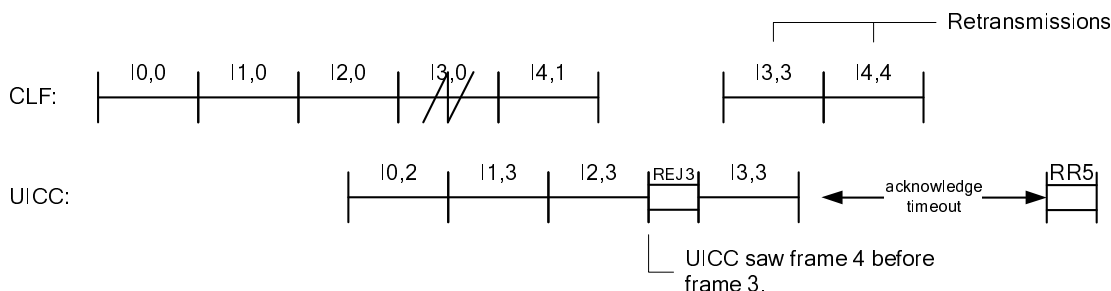 Retransmissions
I0,0 I1,0 I2,0 I3,0 I4,1 I3,3 I4,4
CLF:
I0,2 I1,3 I2,3 REJ3 I3,3 RR5
UICC:
acknowledge
timeout
UICC saw frame 4 before
frame 3.